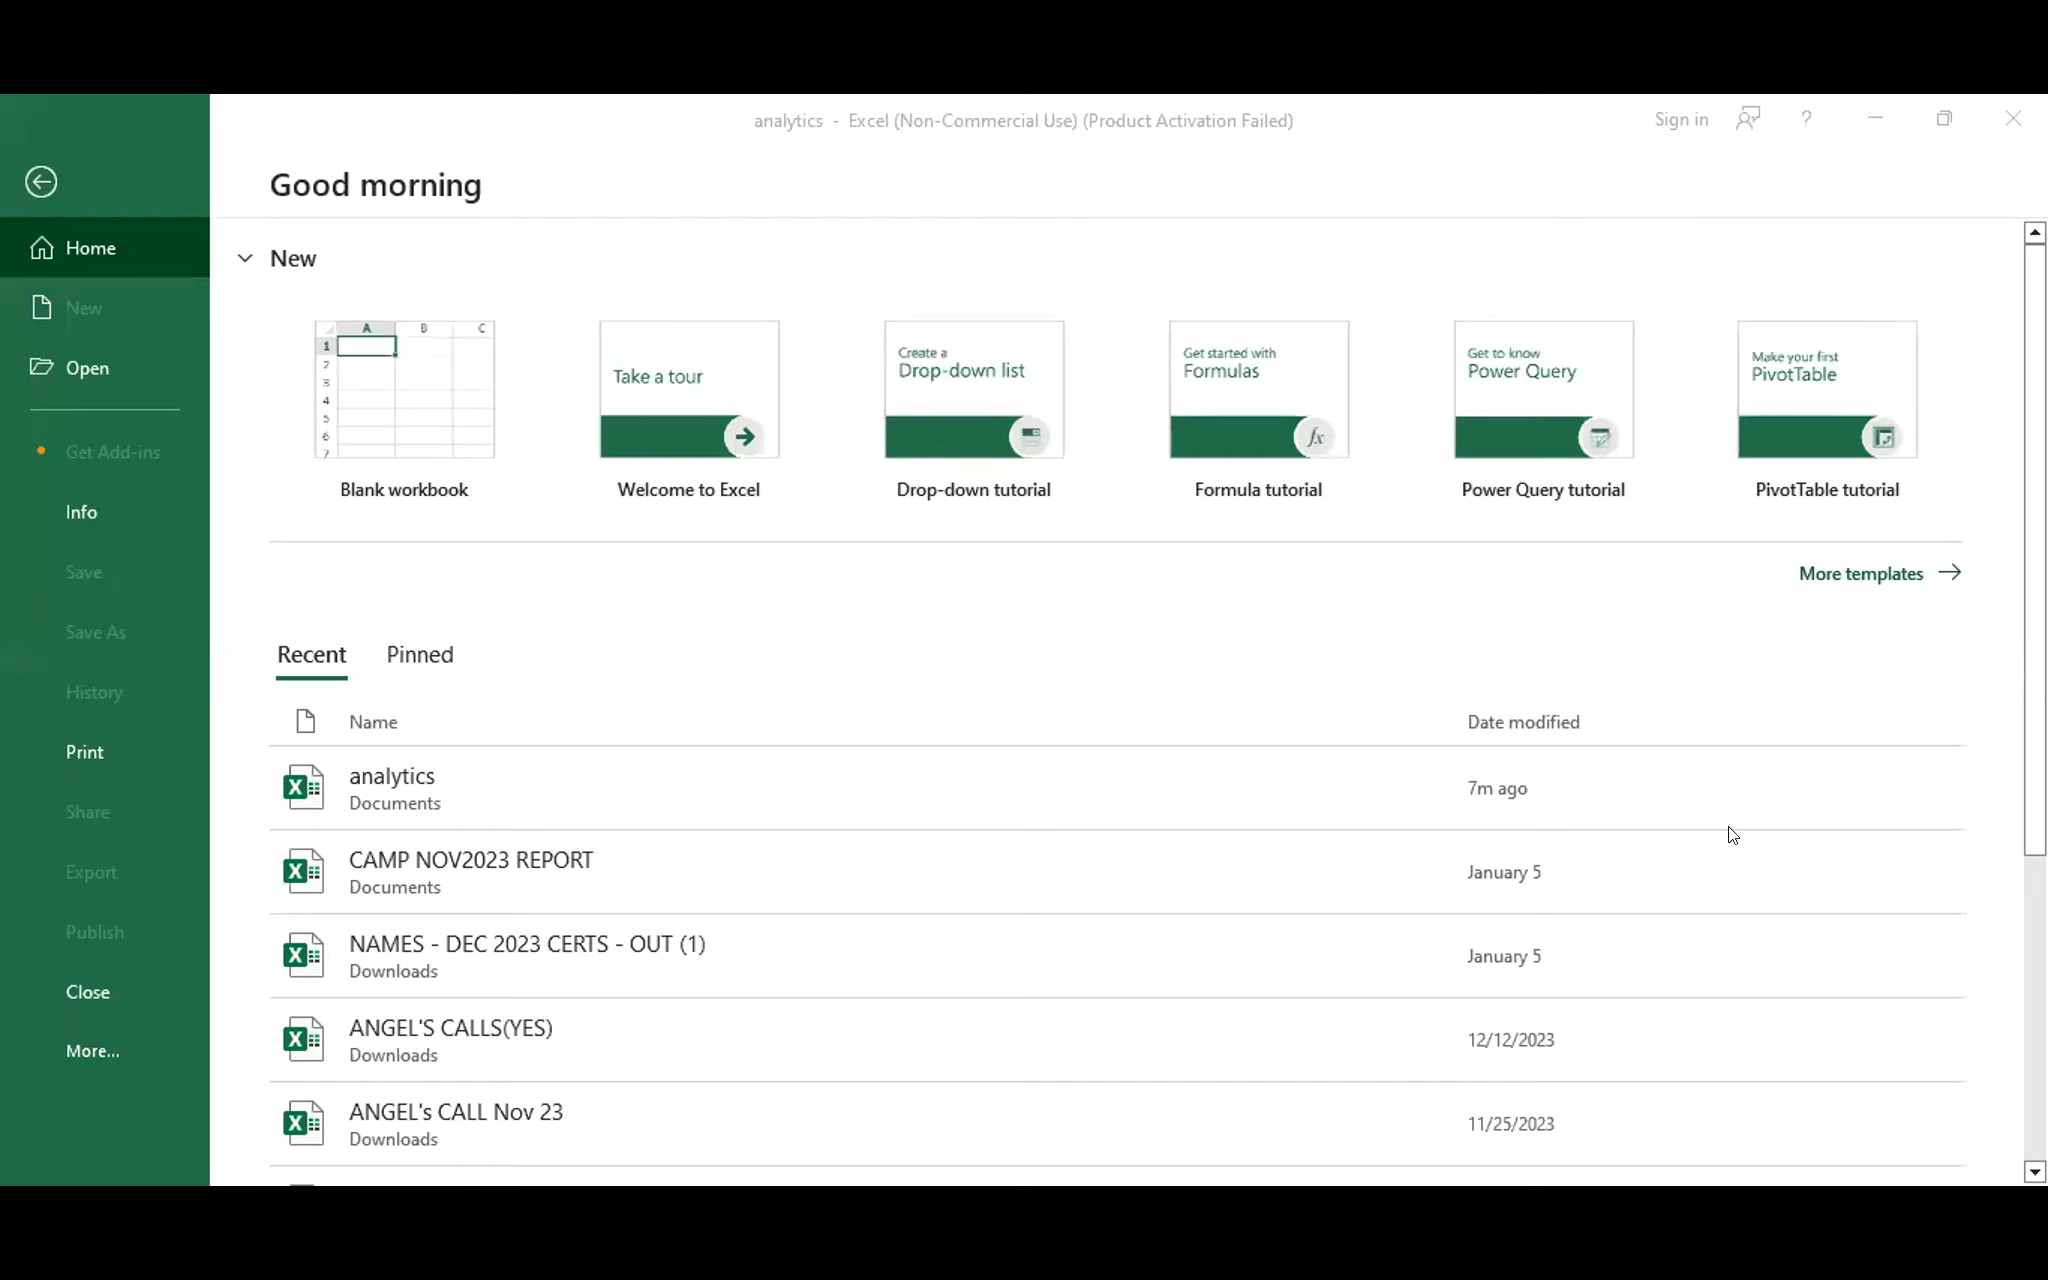 analytics - Excel (Non-Commercial Use) (Product Activation Failed)
Sign in
?
Good morning
Home
New
Open
Get Add-ins
Info
Save
Save As
History
Print
Share
Export
Publish
Close
More...
New
A B C
1
2
3
4
5
6
7
Blank workbook
Take a tour
Welcome to Excel
Create a
Drop-down list
Drop-down tutorial
Get started with
Formulas
fx
Formula tutorial
Get to know
Power Query
Power Query tutorial
Make your first
PivotTable
PivotTable tutorial
More templates
Recent Pinned
Name Date modified
analytics
Documents
7m ago
CAMP NOV2023 REPORT
Documents
January 5
NAMES - DEC 2023 CERTS - OUT (1)
Downloads
January 5
ANGEL'S CALLS(YES)
Downloads
12/12/2023
ANGEL's CALL Nov 23
Downloads
11/25/2023